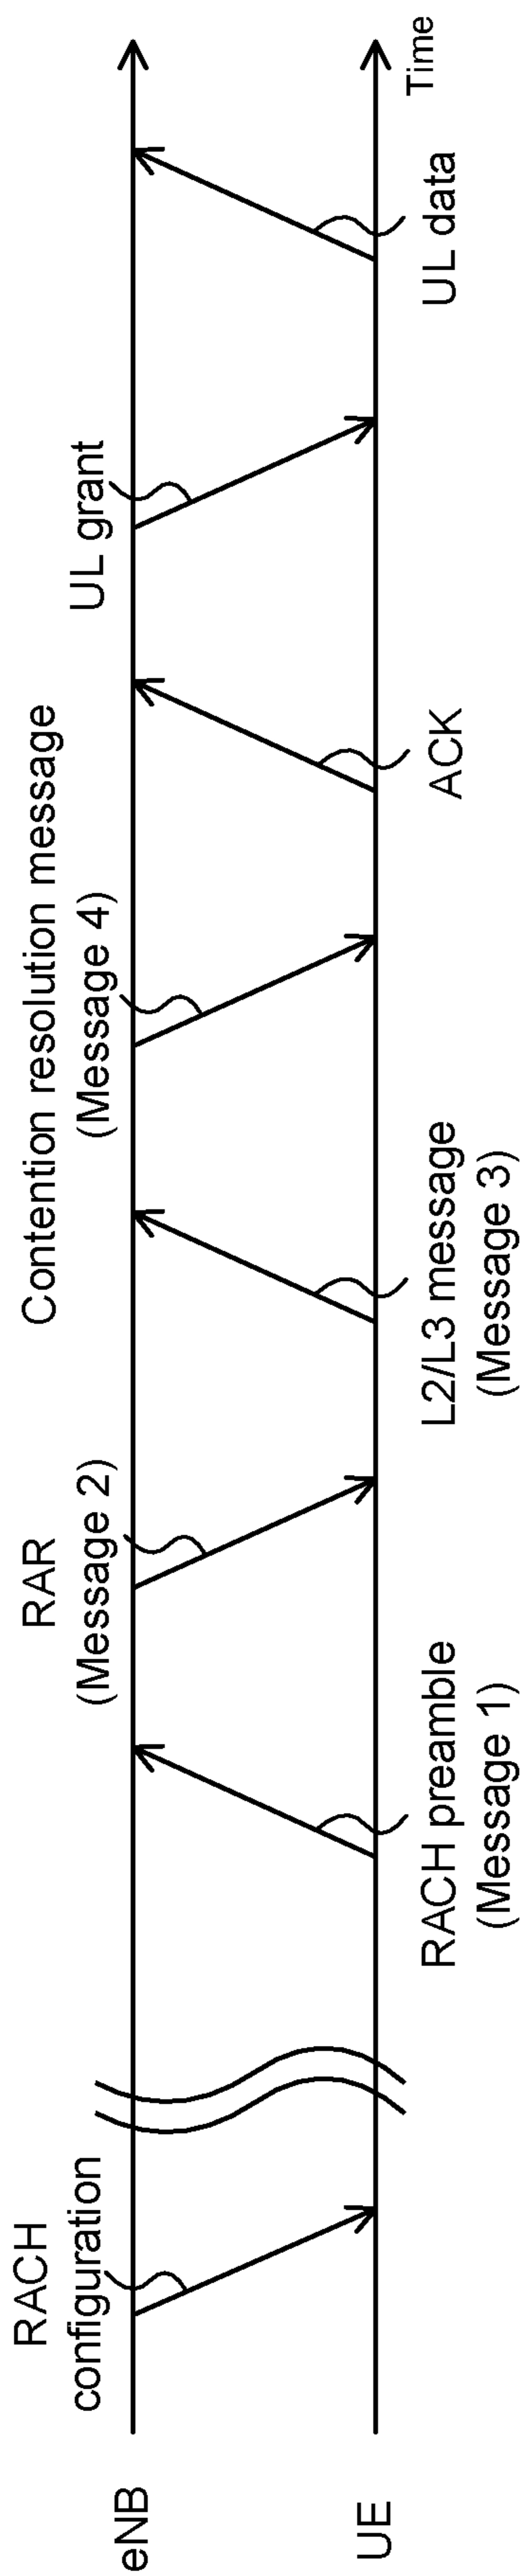 RACH
configuration
RAR
(Message 2)
Contention resolution message
(Message 4)
UL grant
eNB
UE
RACH preamble
(Message 1)
L2/L3 message
(Message 3)
ACK
UL data
Time